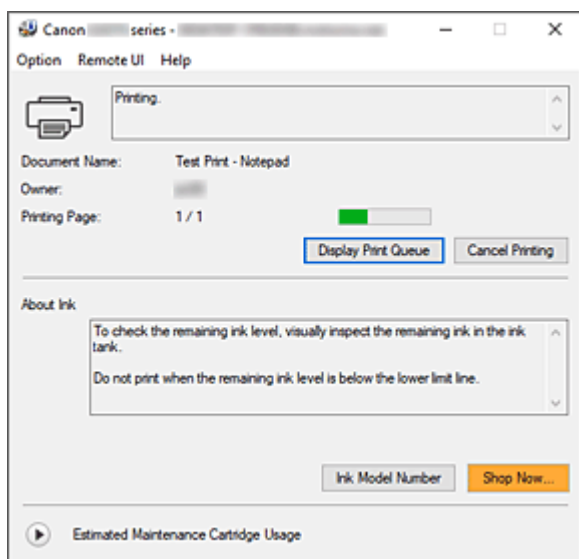 Canon series -
Option Remote UI Help
Printing.
Document Name: Test Print - Notepad
Owner:
Printing Page: 1 / 1
Display Print Queue Cancel Printing
About Ink
To check the remaining ink level, visually inspect the remaining ink in the ink
tank.
Do not print when the remaining ink level is below the lower limit line.
Ink Model Number Shop Now...
Estimated Maintenance Cartridge Usage